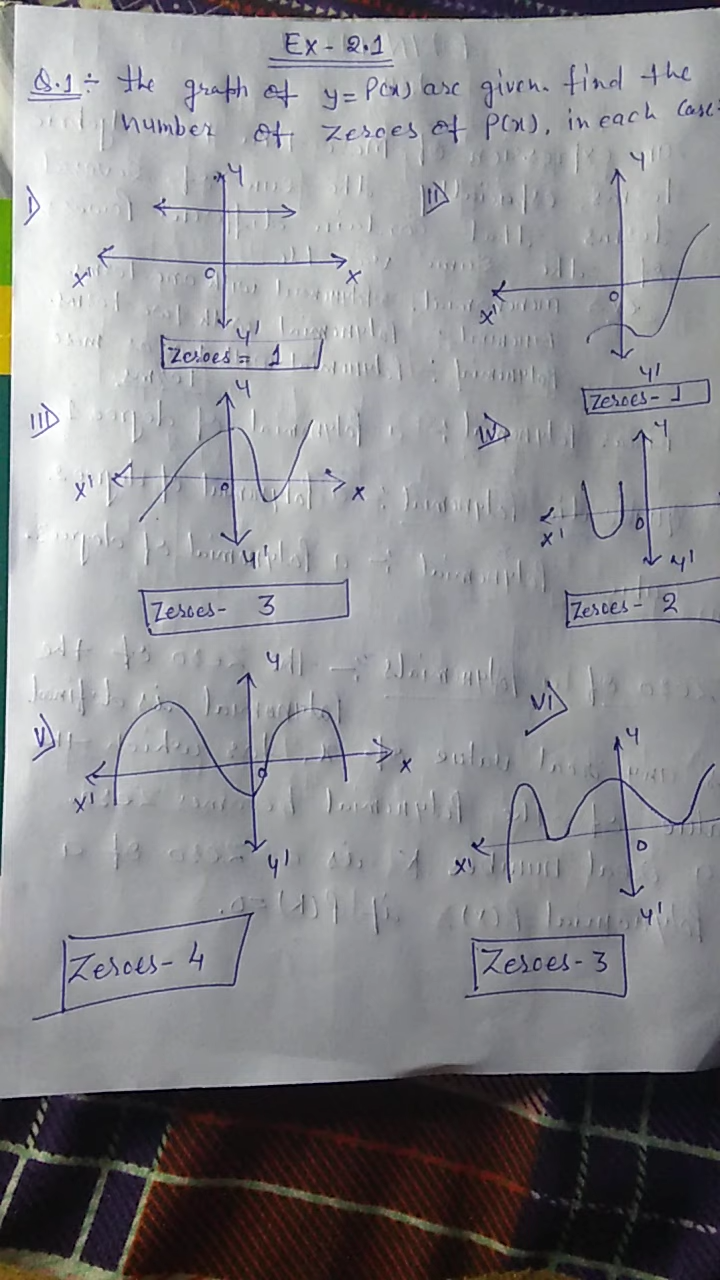 Ex - 2.1
Q.1÷ the graph of y = P(x) are given. find the
number of Zeroes of P(x), in each case.
I)
Y
X'
O
X
Y'
Zeroes = 1
II)
Y
X'
O
Y'
Zeroes - 1
III)
Y
X'
O
X
Y'
Zeroes - 3
IV)
Y
X'
O
Y'
Zeroes - 2
V)
Y
X'
O
X
Y'
Zeroes - 4
VI)
Y
X'
O
Y'
Zeroes - 3